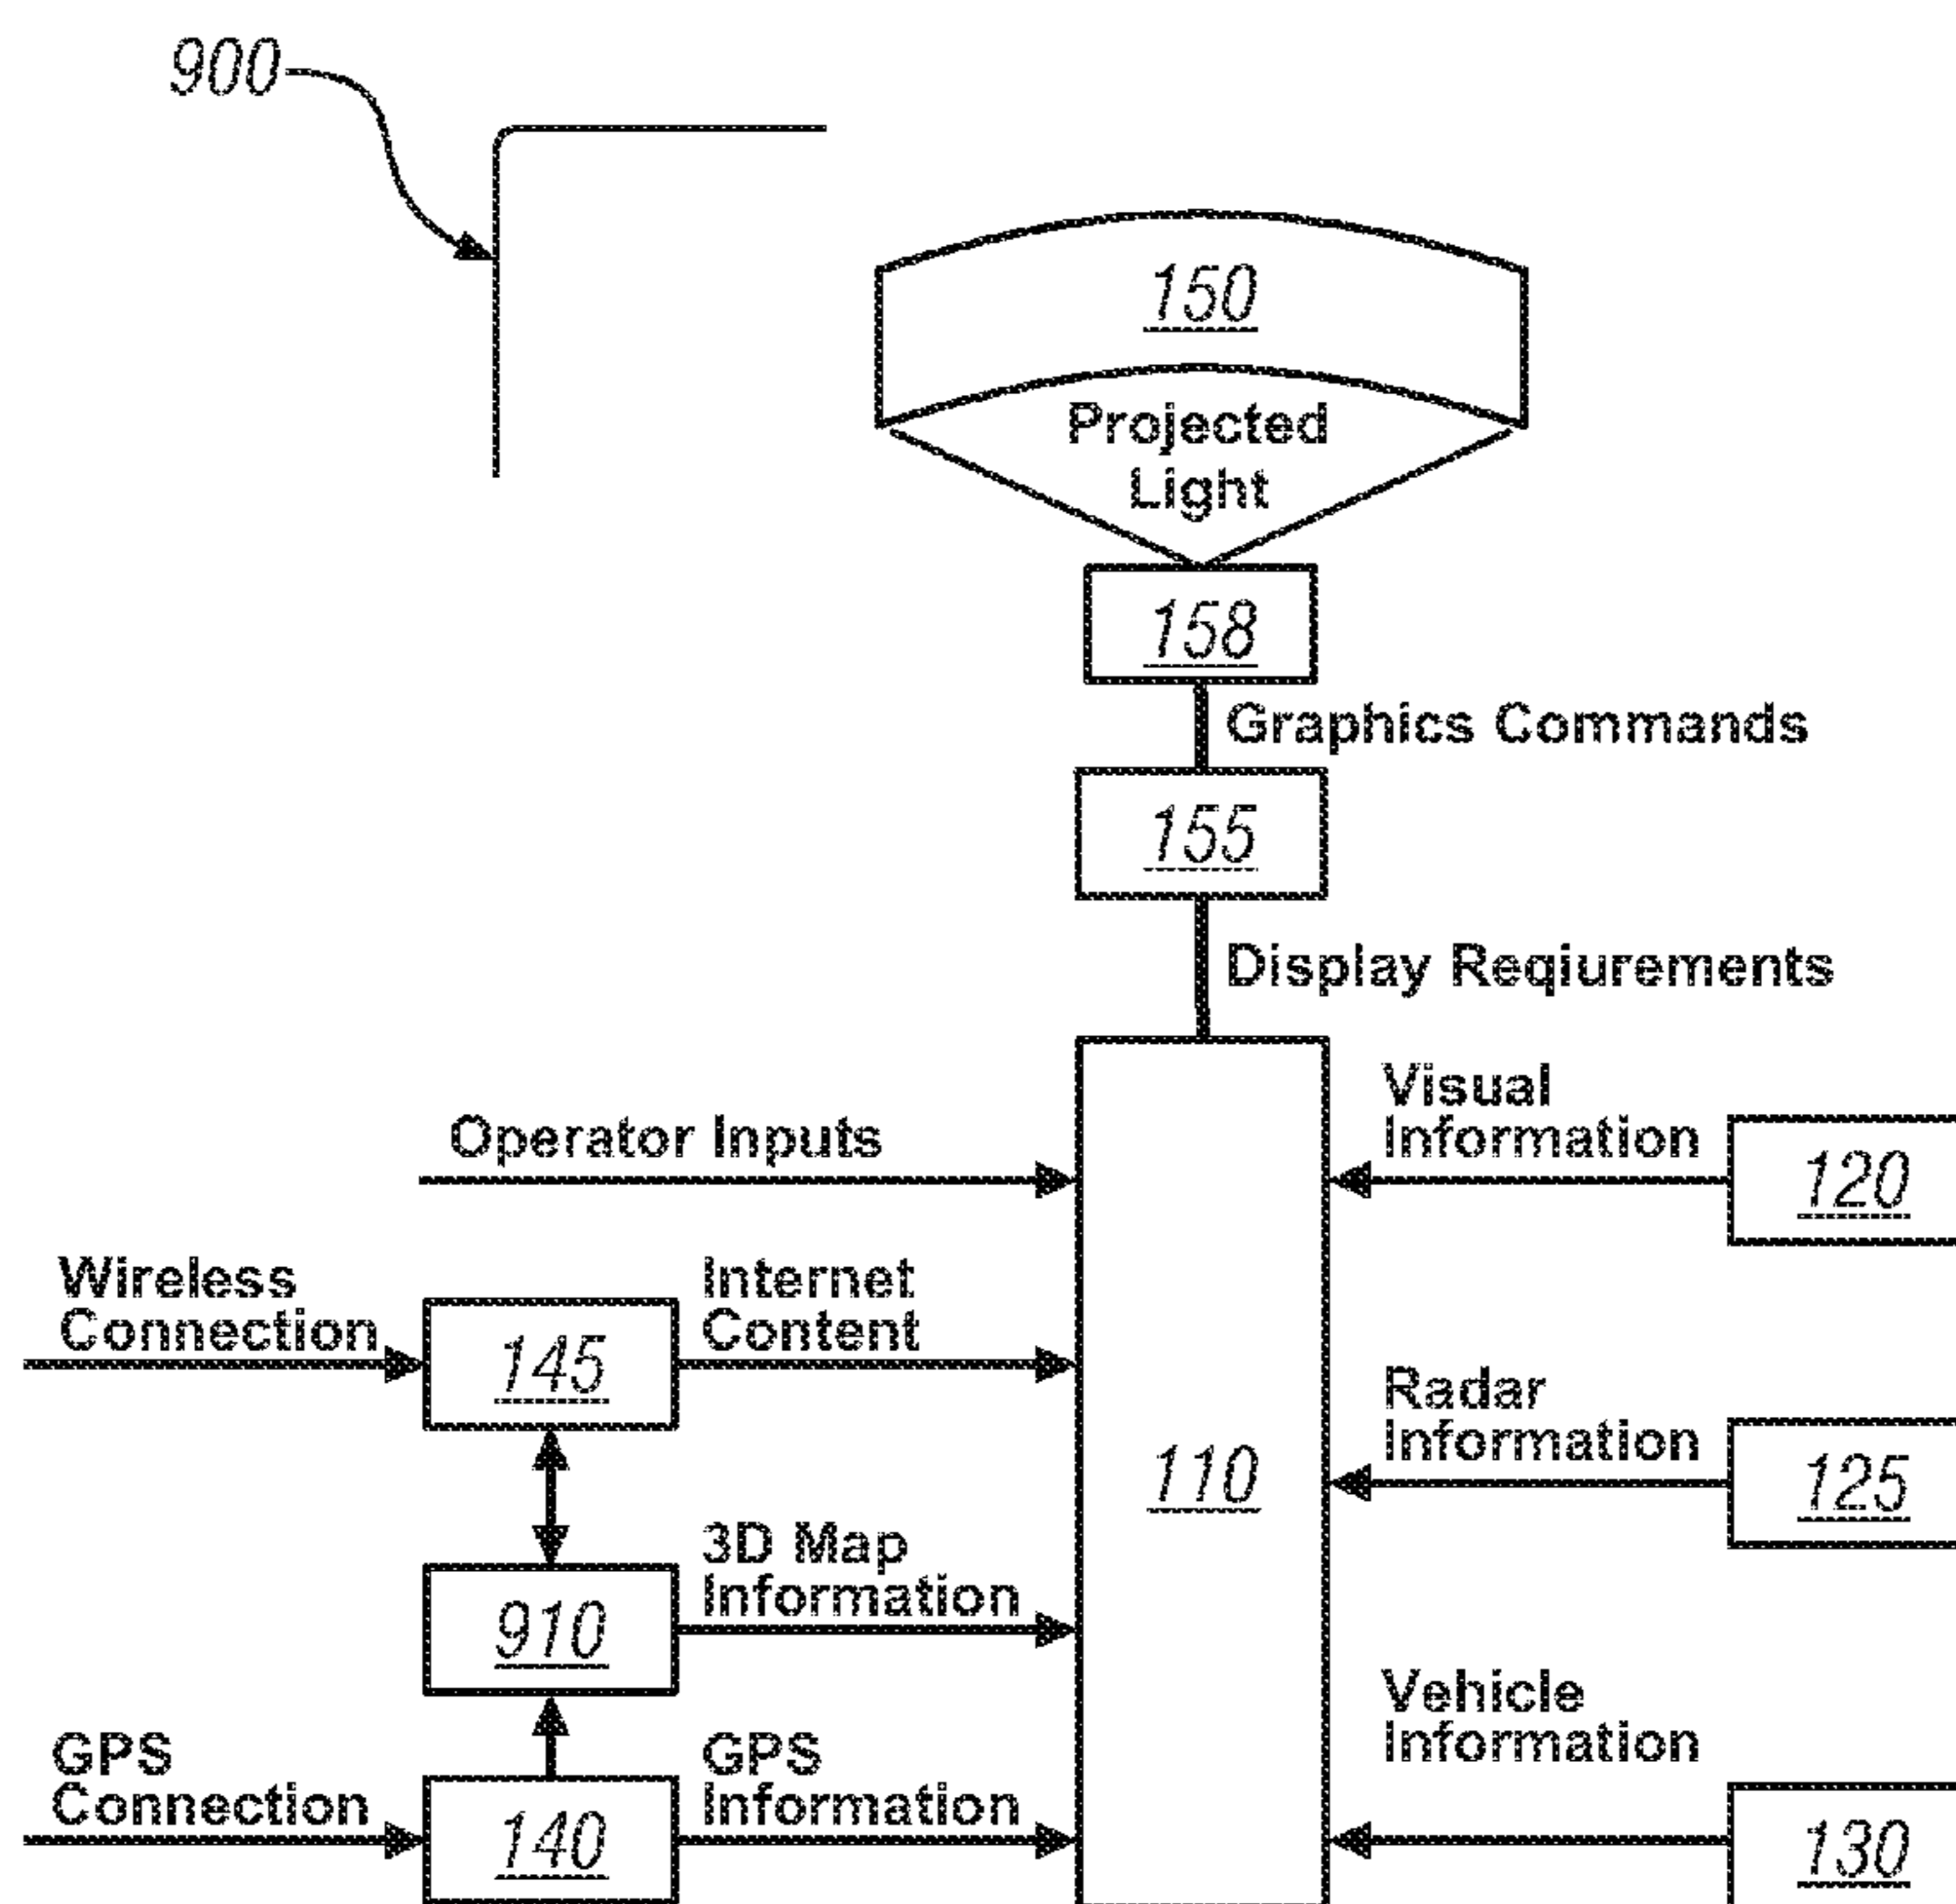 900
150
Projected
Light
158
Graphics Commands
155
Display Reqiurements
Operator Inputs
Visual
Information
120
Wireless
Connection
145
Internet
Content
110
Radar
Information
125
910
3D Map
Information
GPS
Connection
140
GPS
Information
Vehicle
Information
130